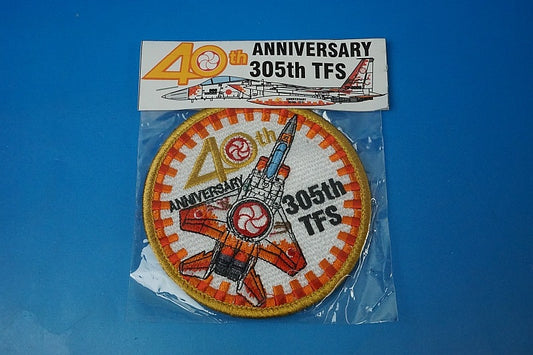 40th ANNIVERSARY
305th TFS
40th
ANNIVERSARY
305th
TFS